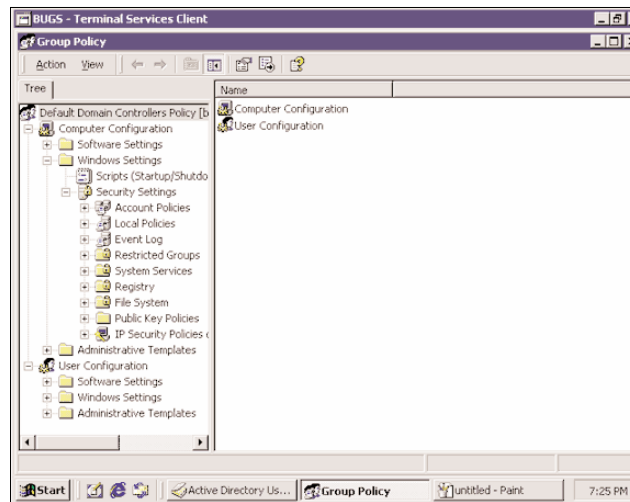 BUGS - Terminal Services Client
Group Policy
Action View
Tree
Name
Default Domain Controllers Policy [b
Computer Configuration
Software Settings
Windows Settings
Scripts (Startup/Shutdo
Security Settings
Account Policies
Local Policies
Event Log
Restricted Groups
System Services
Registry
File System
Public Key Policies
IP Security Policies o
Administrative Templates
User Configuration
Software Settings
Windows Settings
Administrative Templates
Computer Configuration
User Configuration
Start
Active Directory Us...
Group Policy
untitled - Paint
7:25 PM